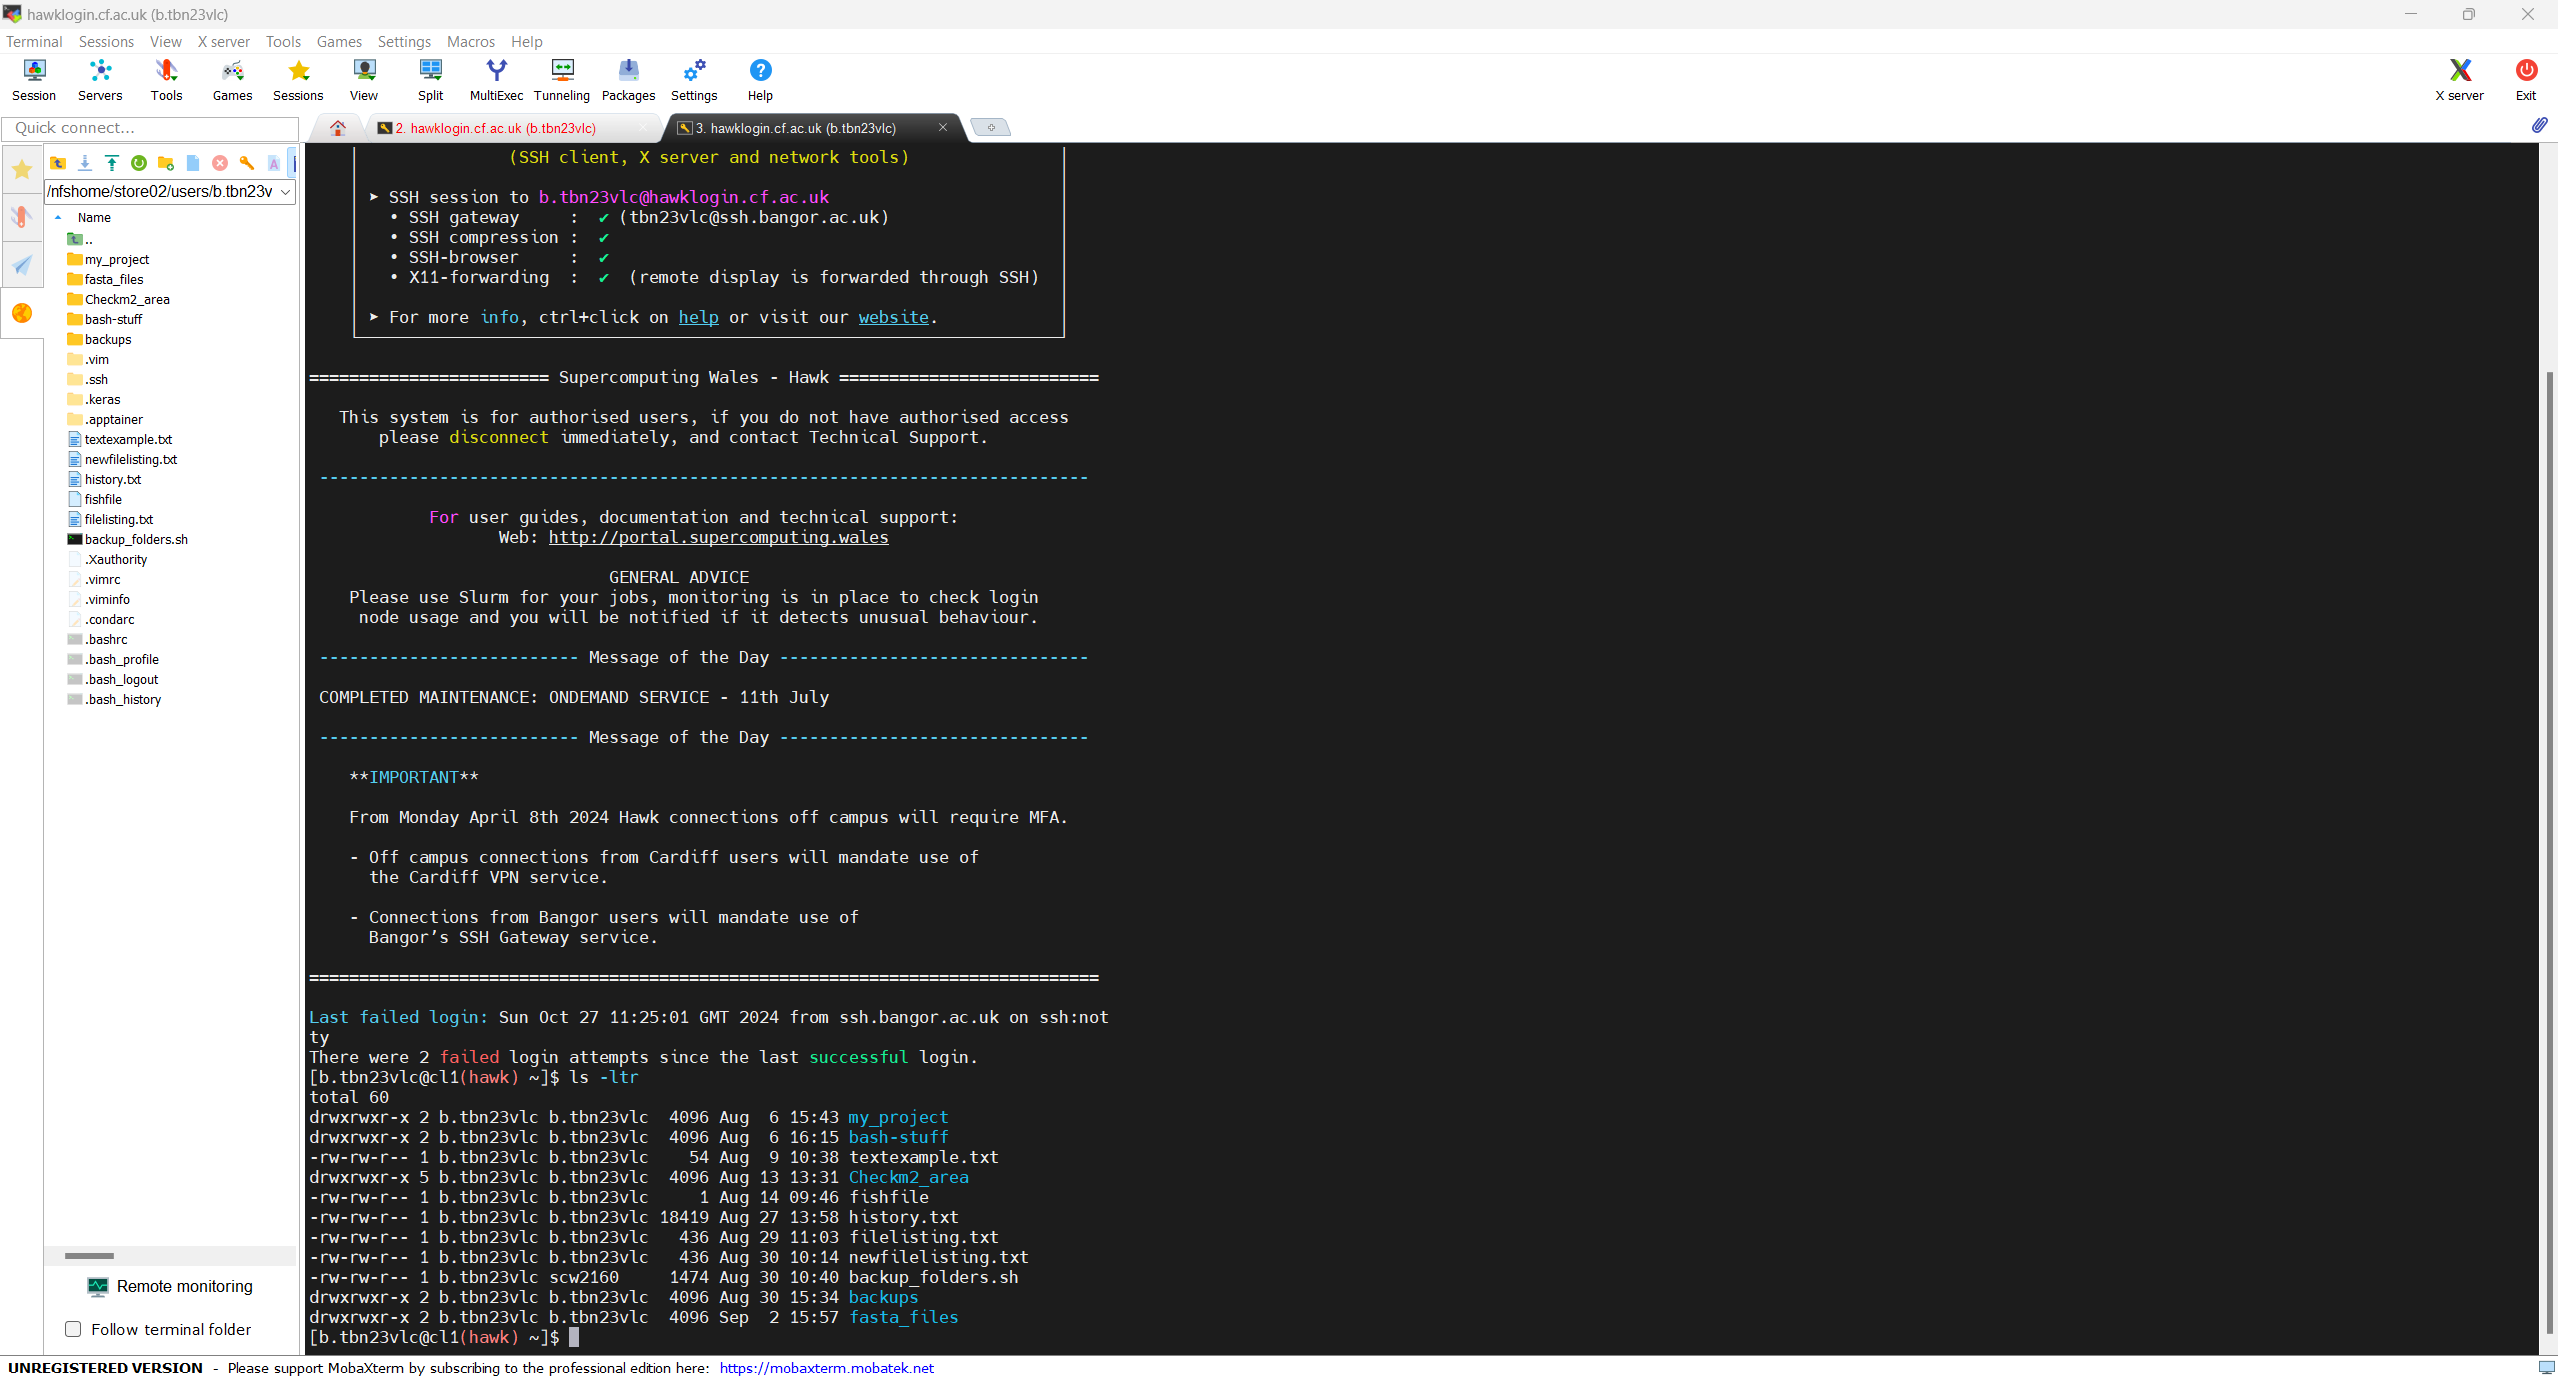 hawklogin.cf.ac.uk (b.tbn23vlc)
Terminal Sessions View X server Tools Games Settings Macros Help
Session Servers Tools Games Sessions View Split MultiExec Tunneling Packages Settings Help X server Exit
Quick connect...
2. hawklogin.cf.ac.uk (b.tbn23vlc)
3. hawklogin.cf.ac.uk (b.tbn23vlc)
/nfshome/store02/users/b.tbn23v
Name
..
my_project
fasta_files
Checkm2_area
bash-stuff
backups
.vim
.ssh
.keras
.apptainer
textexample.txt
newfilelisting.txt
history.txt
fishfile
filelisting.txt
backup_folders.sh
.Xauthority
.vimrc
.viminfo
.condarc
.bashrc
.bash_profile
.bash_logout
.bash_history
Remote monitoring
Follow terminal folder
(SSH client, X server and network tools)
➤ SSH session to b.tbn23vlc@hawklogin.cf.ac.uk
• SSH gateway : ✔ (tbn23vlc@ssh.bangor.ac.uk)
• SSH compression : ✔
• SSH-browser : ✔
• X11-forwarding : ✔ (remote display is forwarded through SSH)
➤ For more info, ctrl+click on help or visit our website.
======================== Supercomputing Wales - Hawk ==========================
This system is for authorised users, if you do not have authorised access
please disconnect immediately, and contact Technical Support.
-----------------------------------------------------------------------------
For user guides, documentation and technical support:
Web: http://portal.supercomputing.wales
GENERAL ADVICE
Please use Slurm for your jobs, monitoring is in place to check login
node usage and you will be notified if it detects unusual behaviour.
-------------------------- Message of the Day -------------------------------
COMPLETED MAINTENANCE: ONDEMAND SERVICE - 11th July
-------------------------- Message of the Day -------------------------------
**IMPORTANT**
From Monday April 8th 2024 Hawk connections off campus will require MFA.
- Off campus connections from Cardiff users will mandate use of
the Cardiff VPN service.
- Connections from Bangor users will mandate use of
Bangor's SSH Gateway service.
===============================================================================
Last failed login: Sun Oct 27 11:25:01 GMT 2024 from ssh.bangor.ac.uk on ssh:not
ty
There were 2 failed login attempts since the last successful login.
[b.tbn23vlc@cl1(hawk) ~]$ ls -ltr
total 60
drwxrwxr-x 2 b.tbn23vlc b.tbn23vlc  4096 Aug  6 15:43 my_project
drwxrwxr-x 2 b.tbn23vlc b.tbn23vlc  4096 Aug  6 16:15 bash-stuff
-rw-rw-r-- 1 b.tbn23vlc b.tbn23vlc    54 Aug  9 10:38 textexample.txt
drwxrwxr-x 5 b.tbn23vlc b.tbn23vlc  4096 Aug 13 13:31 Checkm2_area
-rw-rw-r-- 1 b.tbn23vlc b.tbn23vlc     1 Aug 14 09:46 fishfile
-rw-rw-r-- 1 b.tbn23vlc b.tbn23vlc 18419 Aug 27 13:58 history.txt
-rw-rw-r-- 1 b.tbn23vlc b.tbn23vlc   436 Aug 29 11:03 filelisting.txt
-rw-rw-r-- 1 b.tbn23vlc b.tbn23vlc   436 Aug 30 10:14 newfilelisting.txt
-rw-rw-r-- 1 b.tbn23vlc scw2160     1474 Aug 30 10:40 backup_folders.sh
drwxrwxr-x 2 b.tbn23vlc b.tbn23vlc  4096 Aug 30 15:34 backups
drwxrwxr-x 2 b.tbn23vlc b.tbn23vlc  4096 Sep  2 15:57 fasta_files
[b.tbn23vlc@cl1(hawk) ~]$
UNREGISTERED VERSION - Please support MobaXterm by subscribing to the professional edition here: https://mobaxterm.mobatek.net